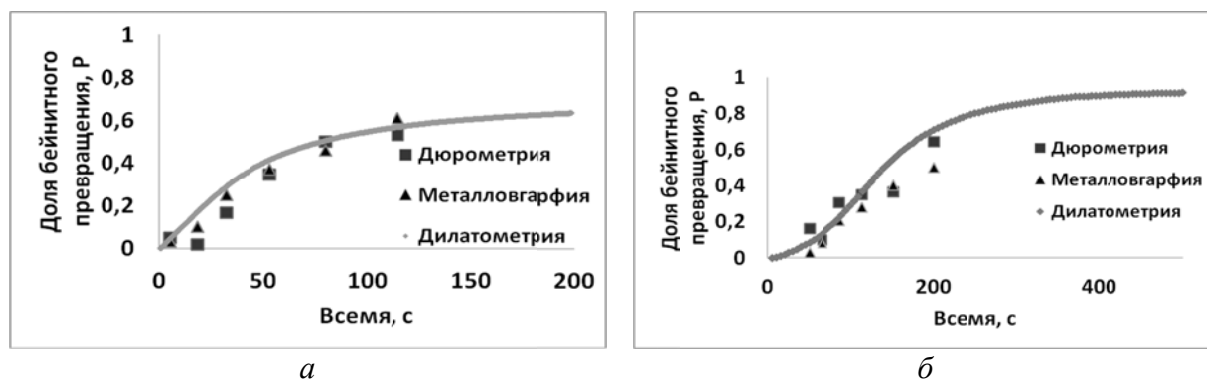 Доля бейнитного
превращения, P
1
0,8
0,6
0,4
0,2
0
0
50
100
150
200
Всемя, с
Дюрометрия
Металловгарфия
Дилатометрия
а
Доля бейнитного
превращения, P
1
0,8
0,6
0,4
0,2
0
0
200
400
Всемя, с
Дюрометрия
Металловгарфия
Дилатометрия
б